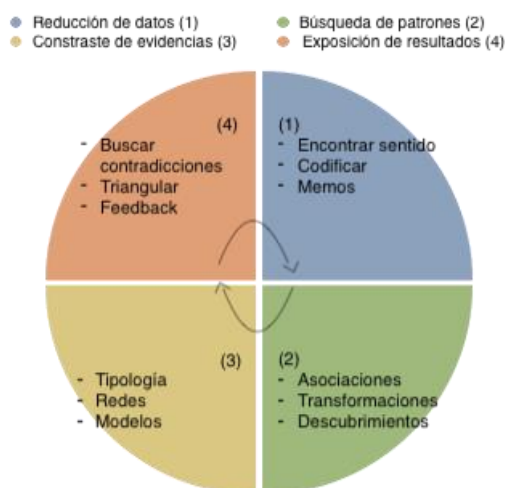 Reducción de datos (1)
Búsqueda de patrones (2)
Constraste de evidencias (3)
Exposición de resultados (4)
(4)
- Buscar
contradicciones
- Triangular
- Feedback
(1)
- Encontrar sentido
- Codificar
- Memos
(3)
- Tipología
- Redes
- Modelos
(2)
- Asociaciones
- Transformaciones
- Descubrimientos